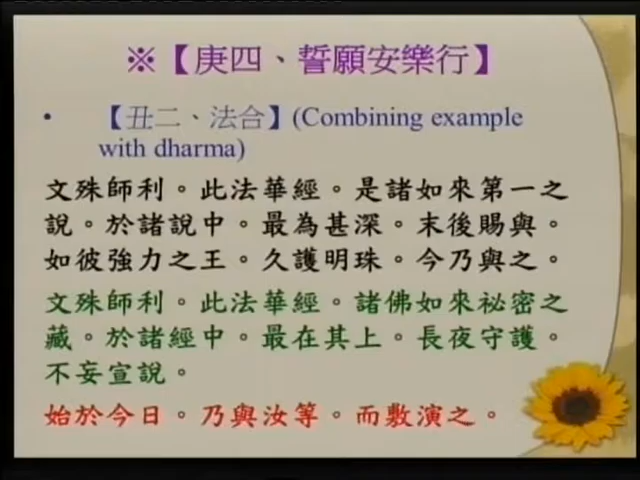 ※【庚四、誓願安樂行】
• 【丑二、法合】(Combining example
with dharma)
文殊師利。此法華經。是諸如來第一之
說。於諸說中。最為甚深。末後賜與。
如彼強力之王。久護明珠。今乃與之。
文殊師利。此法華經。諸佛如來祕密之
藏。於諸經中。最在其上。長夜守護。
不妄宣說。
始於今日。乃與汝等。而敷演之。